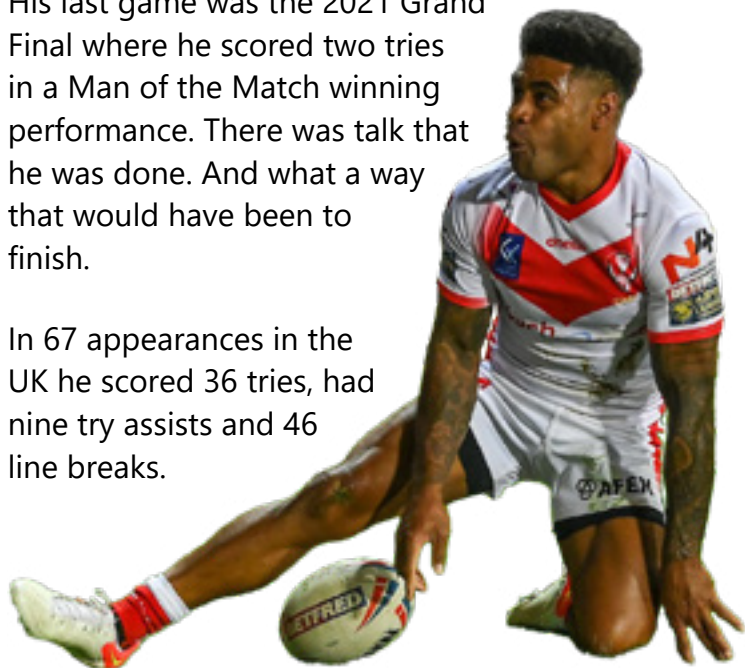 His last game was the 2021 Grand
Final where he scored two tries
in a Man of the Match winning
performance. There was talk that
he was done. And what a way
that would have been to
finish.
In 67 appearances in the
UK he scored 36 tries, had
nine try assists and 46
line breaks.
AFEX
BETFRED